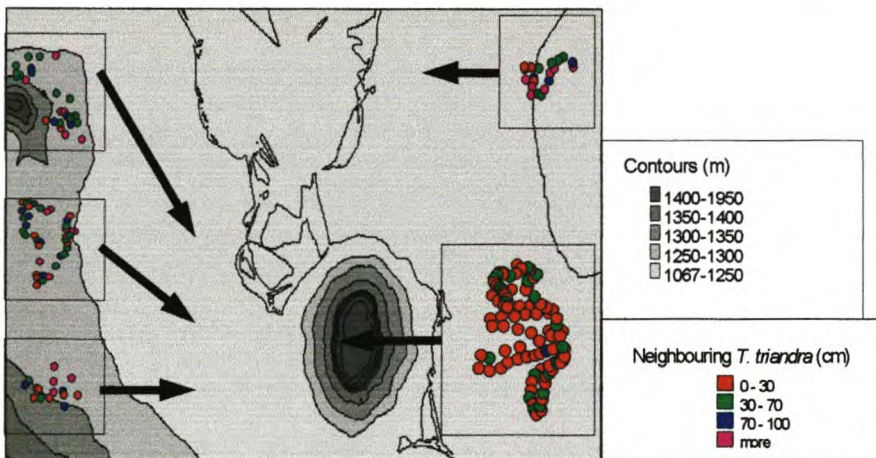 Contours (m)
1400-1950
1350-1400
1300-1350
1250-1300
1067-1250
Neighbouring T. triandra (cm)
0 - 30
30 - 70
70 - 100
more